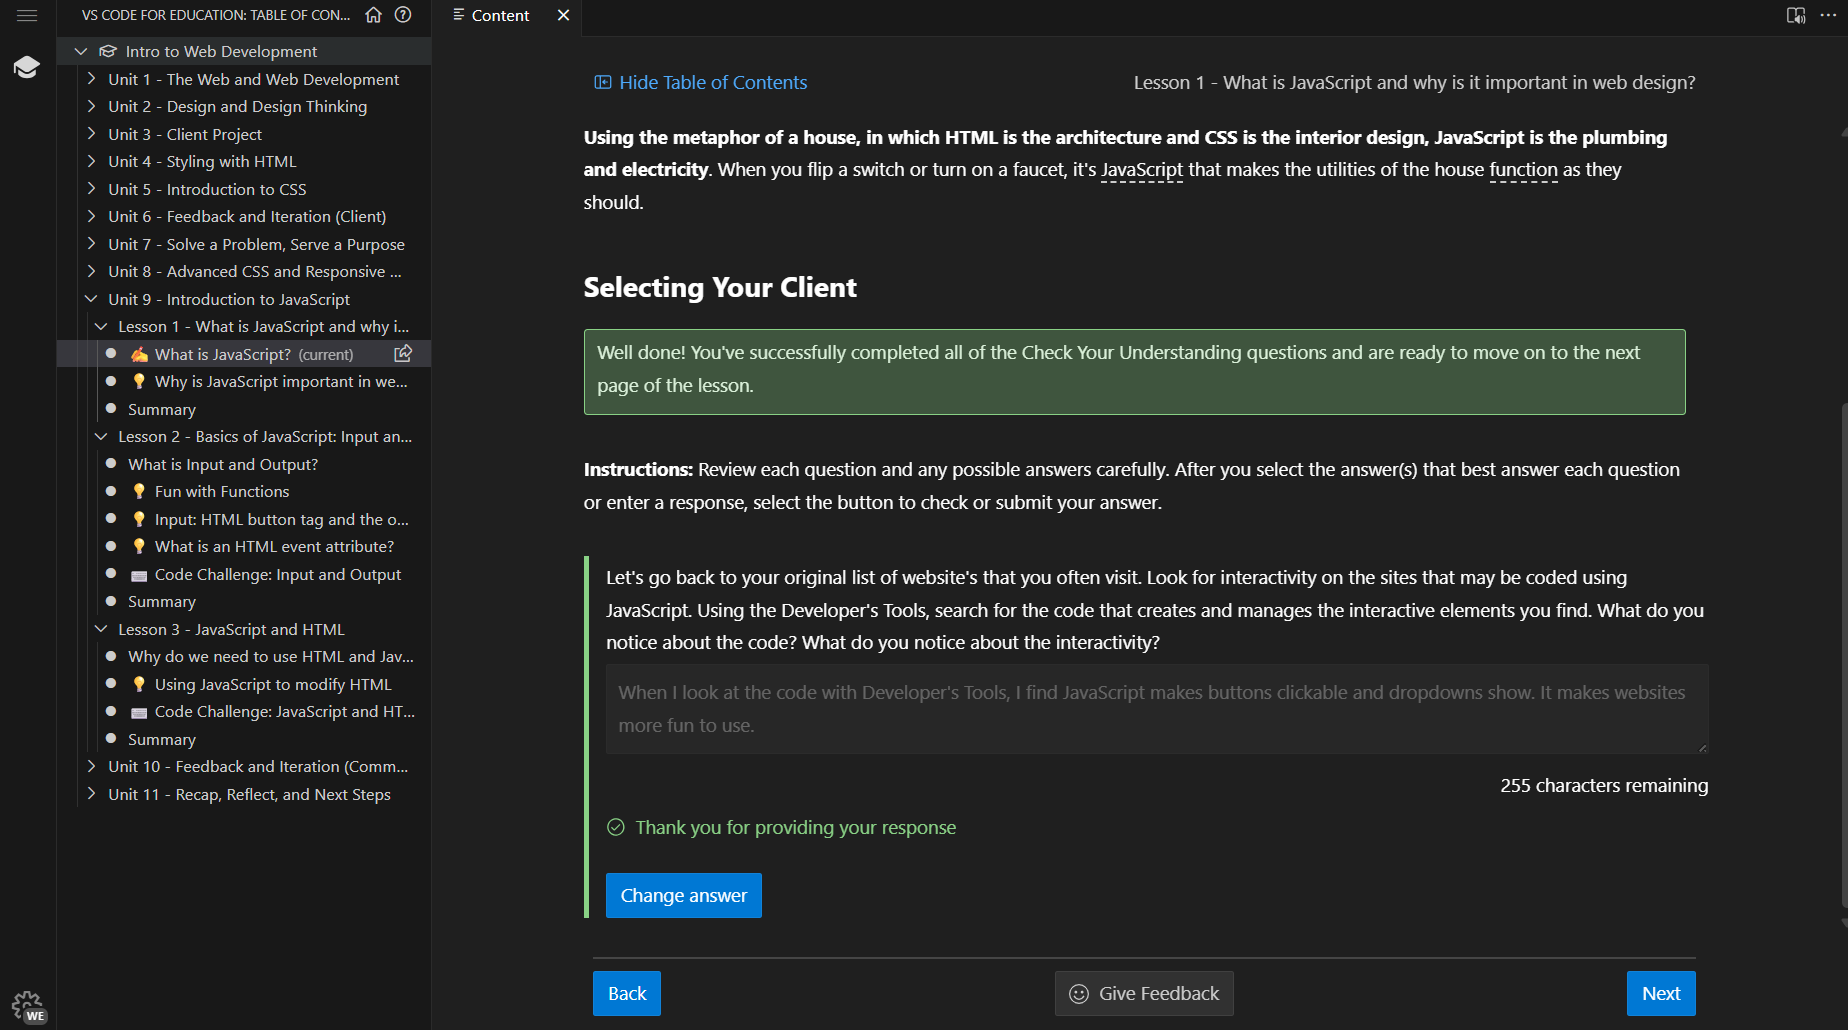 VS CODE FOR EDUCATION: TABLE OF CON...
Intro to Web Development
Unit 1 - The Web and Web Development
Unit 2 - Design and Design Thinking
Unit 3 - Client Project
Unit 4 - Styling with HTML
Unit 5 - Introduction to CSS
Unit 6 - Feedback and Iteration (Client)
Unit 7 - Solve a Problem, Serve a Purpose
Unit 8 - Advanced CSS and Responsive ...
Unit 9 - Introduction to JavaScript
Lesson 1 - What is JavaScript and why i...
What is JavaScript? (current)
Why is JavaScript important in we...
Summary
Lesson 2 - Basics of JavaScript: Input an...
What is Input and Output?
Fun with Functions
Input: HTML button tag and the o...
What is an HTML event attribute?
Code Challenge: Input and Output
Summary
Lesson 3 - JavaScript and HTML
Why do we need to use HTML and Jav...
Using JavaScript to modify HTML
Code Challenge: JavaScript and HT...
Summary
Unit 10 - Feedback and Iteration (Comm...
Unit 11 - Recap, Reflect, and Next Steps
WE
Content
Hide Table of Contents
Lesson 1 - What is JavaScript and why is it important in web design?
Using the metaphor of a house, in which HTML is the architecture and CSS is the interior design, JavaScript is the plumbing
and electricity. When you flip a switch or turn on a faucet, it's JavaScript that makes the utilities of the house function as they
should.
Selecting Your Client
Well done! You've successfully completed all of the Check Your Understanding questions and are ready to move on to the next
page of the lesson.
Instructions: Review each question and any possible answers carefully. After you select the answer(s) that best answer each question
or enter a response, select the button to check or submit your answer.
Let's go back to your original list of website's that you often visit. Look for interactivity on the sites that may be coded using
JavaScript. Using the Developer's Tools, search for the code that creates and manages the interactive elements you find. What do you
notice about the code? What do you notice about the interactivity?
When I look at the code with Developer's Tools, I find JavaScript makes buttons clickable and dropdowns show. It makes websites
more fun to use.
255 characters remaining
Thank you for providing your response
Change answer
Back
Give Feedback
Next